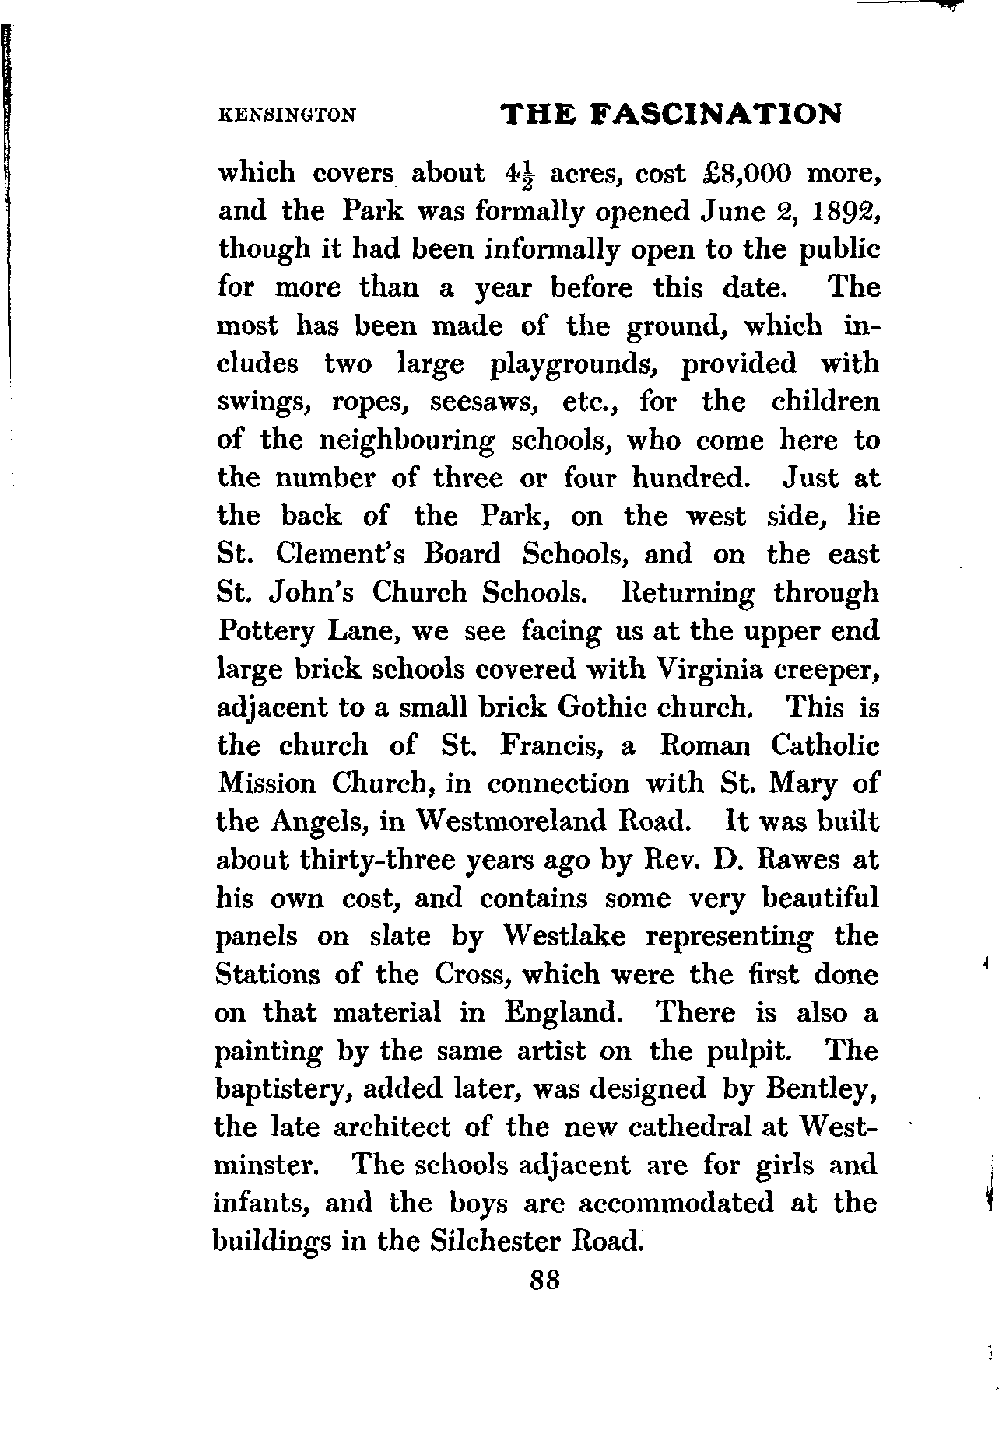 KENSINGTON THE FASCINATION
which covers about 4½ acres, cost £8,000 more,
and the Park was formally opened June 2, 1892,
though it had been informally open to the public
for more than a year before this date. The
most has been made of the ground, which in-
cludes two large playgrounds, provided with
swings, ropes, seesaws, etc., for the children
of the neighbouring schools, who come here to
the number of three or four hundred. Just at
the back of the Park, on the west side, lie
St. Clement's Board Schools, and on the east
St. John's Church Schools. Returning through
Pottery Lane, we see facing us at the upper end
large brick schools covered with Virginia creeper,
adjacent to a small brick Gothic church. This is
the church of St. Francis, a Roman Catholic
Mission Church, in connection with St. Mary of
the Angels, in Westmoreland Road. It was built
about thirty-three years ago by Rev. D. Rawes at
his own cost, and contains some very beautiful
panels on slate by Westlake representing the
Stations of the Cross, which were the first done
on that material in England. There is also a
painting by the same artist on the pulpit. The
baptistery, added later, was designed by Bentley,
the late architect of the new cathedral at West-
minster. The schools adjacent are for girls and
infants, and the boys are accommodated at the
buildings in the Silchester Road.
88